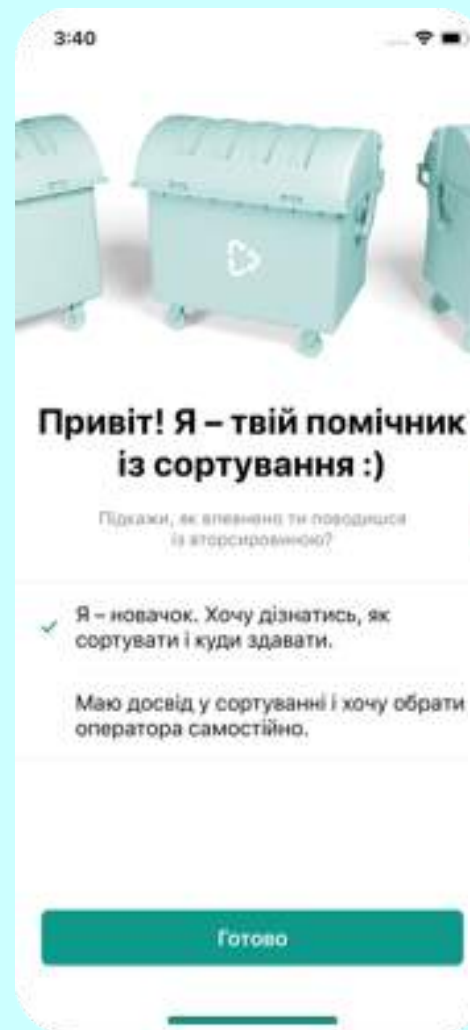 3:40
Привіт! Я – твій помічник
із сортування :)
Підкажи, як впевнено ти поводишся
із вторсировиною?
Я – новачок. Хочу дізнатись, як
сортувати і куди здавати.
Маю досвід у сортуванні і хочу обрати
оператора самостійно.
Готово